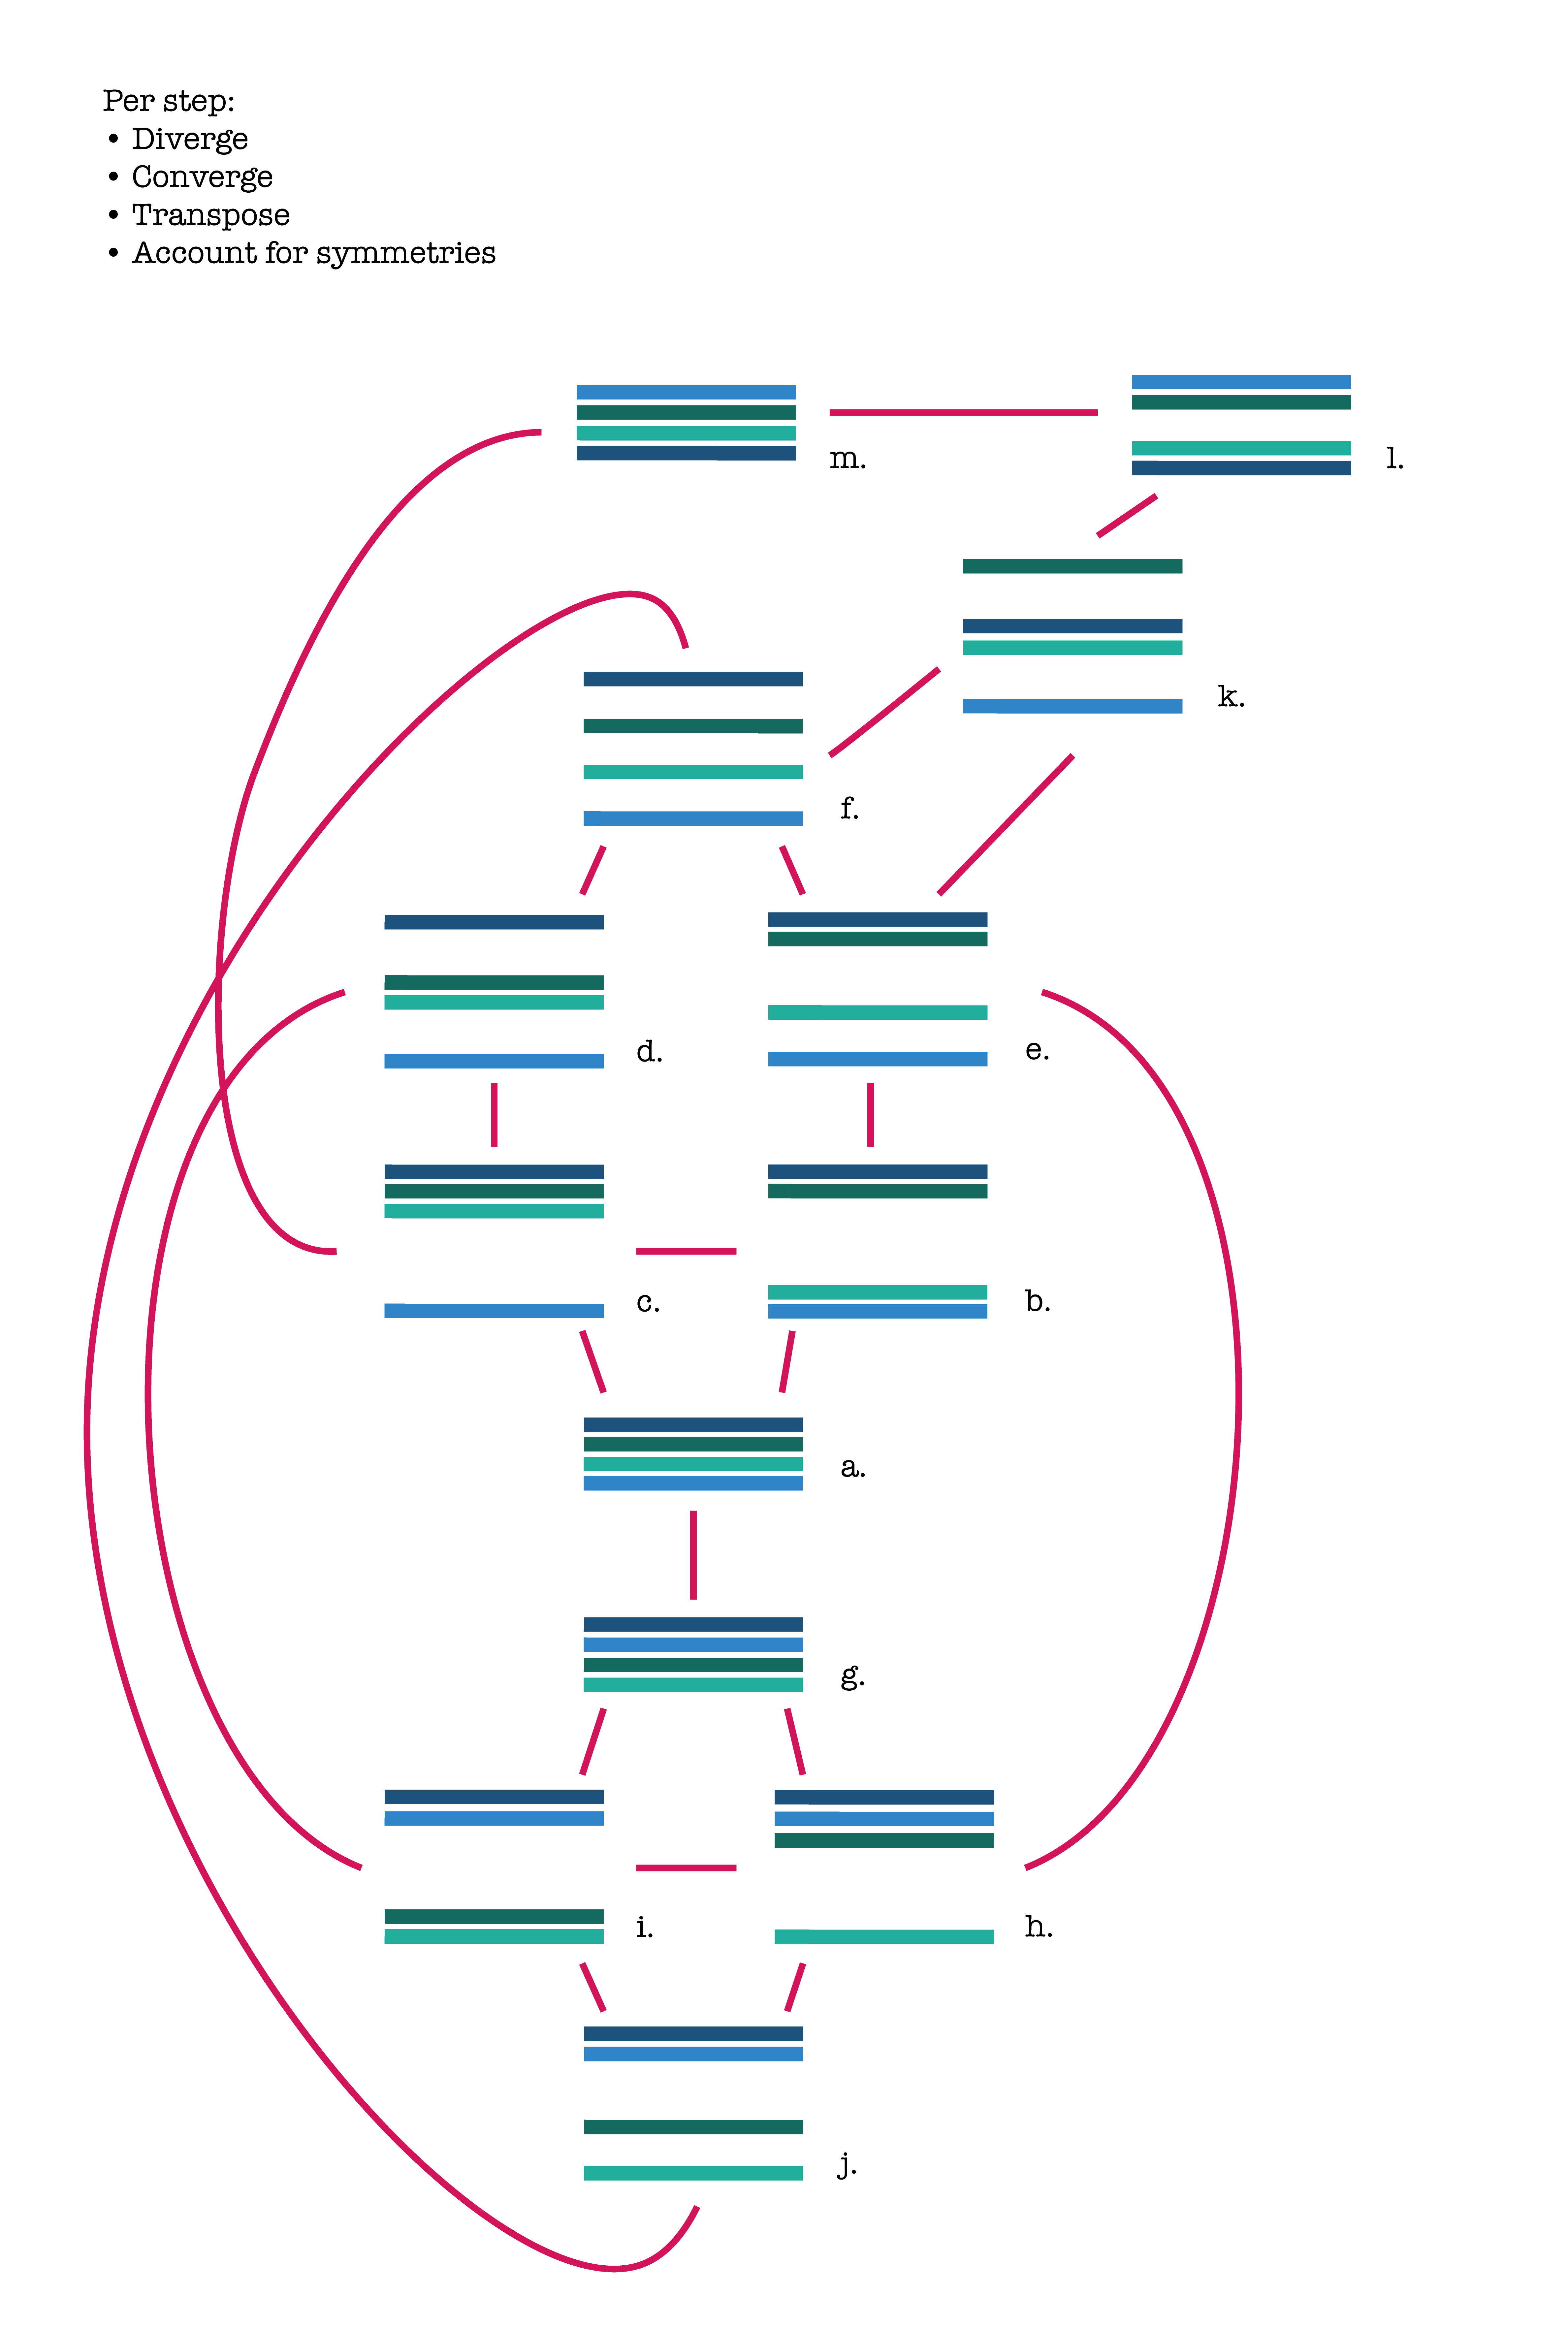 Per step:
• Diverge
• Converge
• Transpose
• Account for symmetries
m.
l.
k.
f.
d.
e.
c.
b.
a.
g.
i.
h.
j.